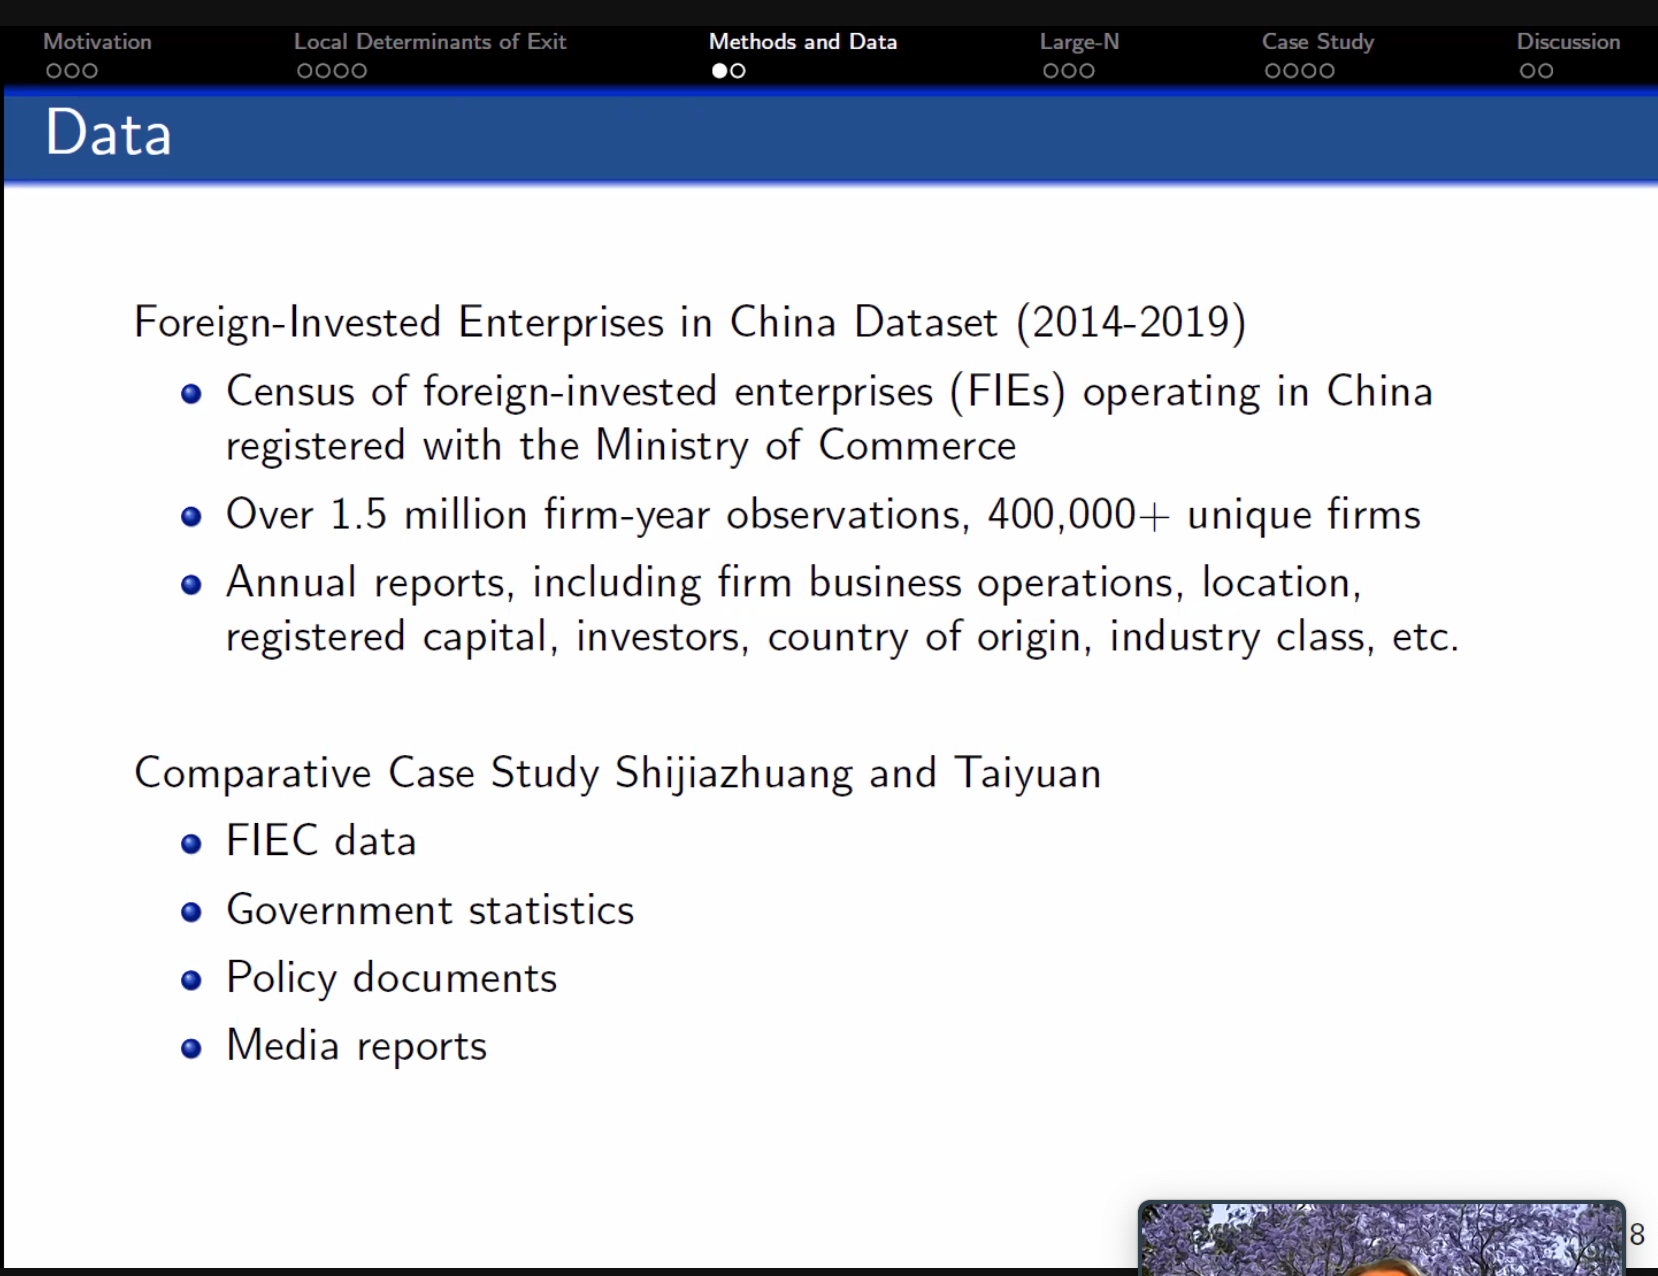 Motivation
Local Determinants of Exit
Methods and Data
Large-N
Case Study
Discussion
Data
Foreign-Invested Enterprises in China Dataset (2014-2019)
Census of foreign-invested enterprises (FIEs) operating in China
registered with the Ministry of Commerce
Over 1.5 million firm-year observations, 400,000+ unique firms
Annual reports, including firm business operations, location,
registered capital, investors, country of origin, industry class, etc.
Comparative Case Study Shijiazhuang and Taiyuan
FIEC data
Government statistics
Policy documents
Media reports
8